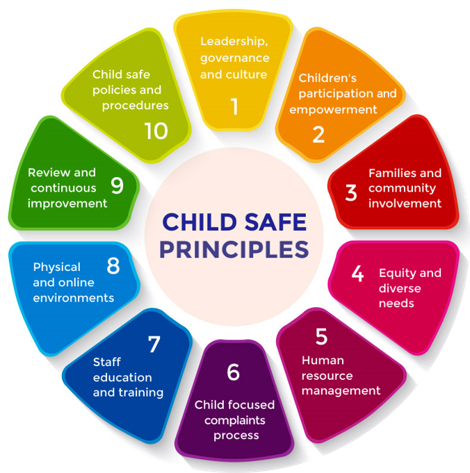 CHILD SAFE
PRINCIPLES
Leadership,
governance
and culture
1
Children's
participation and
empowerment
2
3
Families and
community
involvement
4
Equity and
diverse
needs
5
Human
resource
management
6
Child focused
complaints
process
7
Staff
education
and training
8
Physical
and online
environments
9
Review and
continuous
improvement
Child safe
policies and
procedures
10